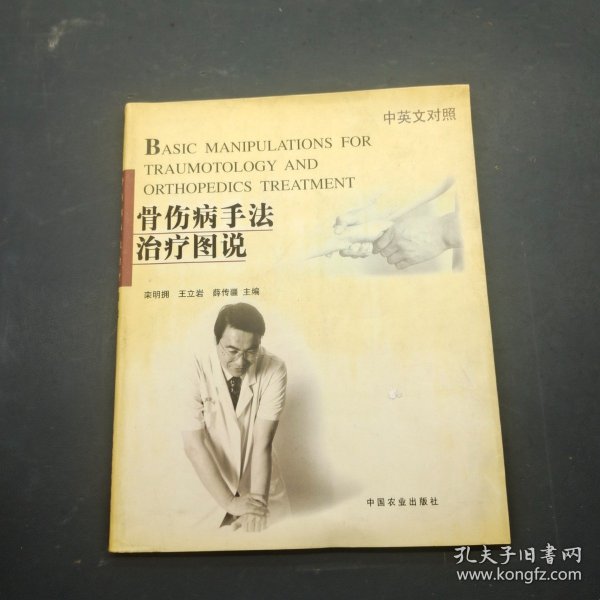 中英文对照
BASIC MANIPULATIONS FOR
TRAUMOTOLOGY AND
ORTHOPEDICS TREATMENT
骨伤病手法
治疗图说
栾明拥 王立岩 薛传疆 主编
中国农业出版社
孔夫子旧书网
www.kongfz.com